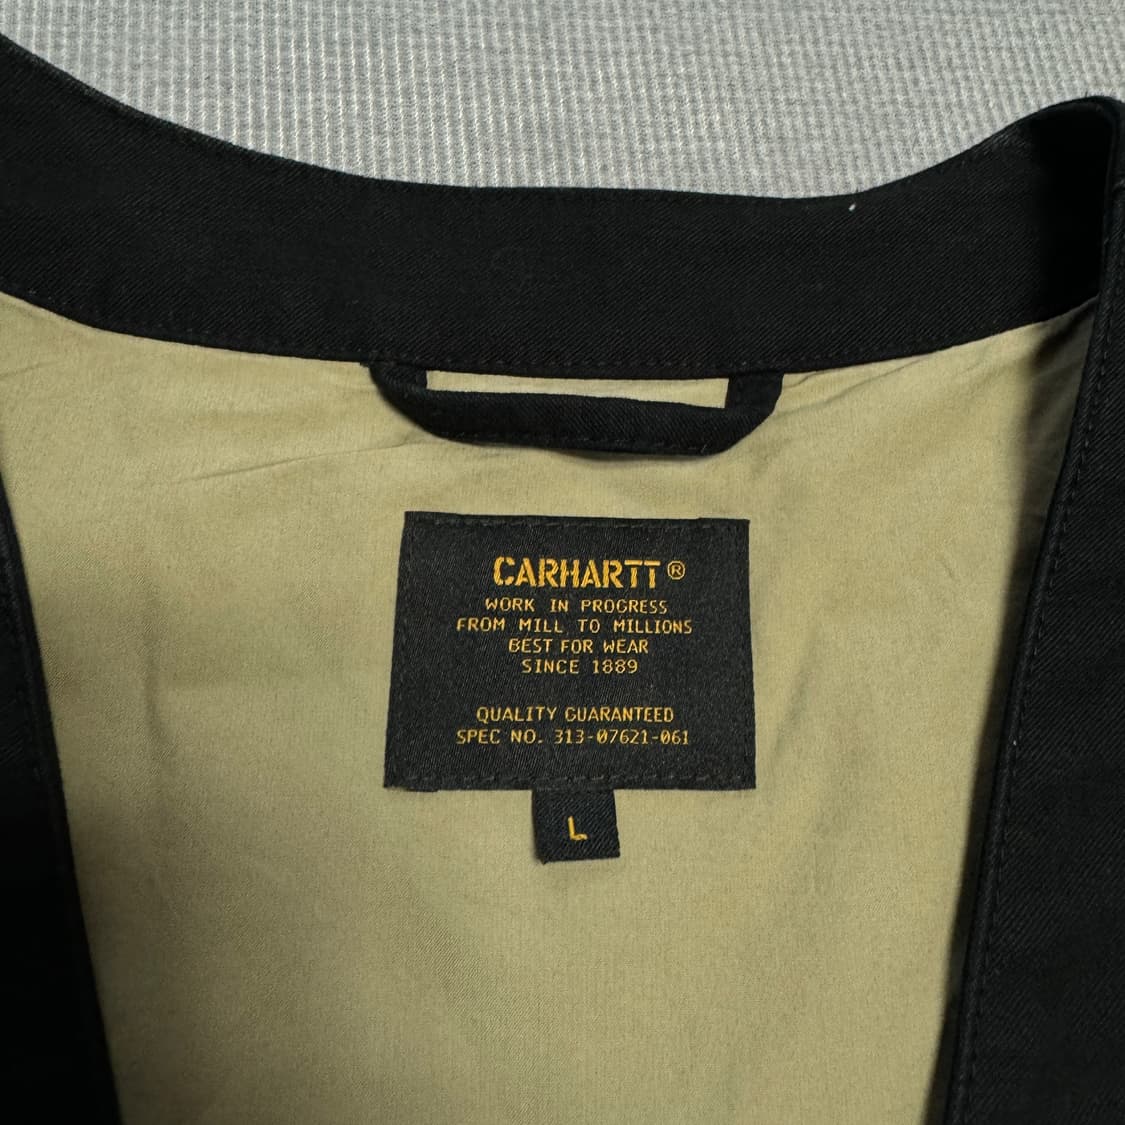 CARHARTT®
WORK IN PROGRESS
FROM MILL TO MILLIONS
BEST FOR WEAR
SINCE 1889
QUALITY GUARANTEED
SPEC NO. 313-07621-061
L